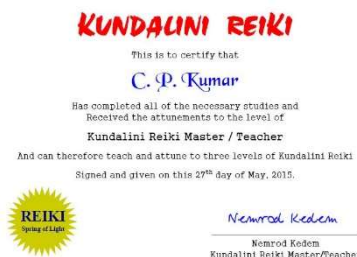 KUNDALINI REIKI
This is to certify that
C. P. Kumar
Has completed all of the necessary studies and
Received the attunements to the level of
Kundalini Reiki Master / Teacher
And can therefore teach and attune to three levels of Kundalini Reiki
Signed and given on this 27th day of May, 2015.
REIKI
Spring of Light
Nemrod Kedem
Nemrod Kedem
Kundalini Reiki Master/Teacher